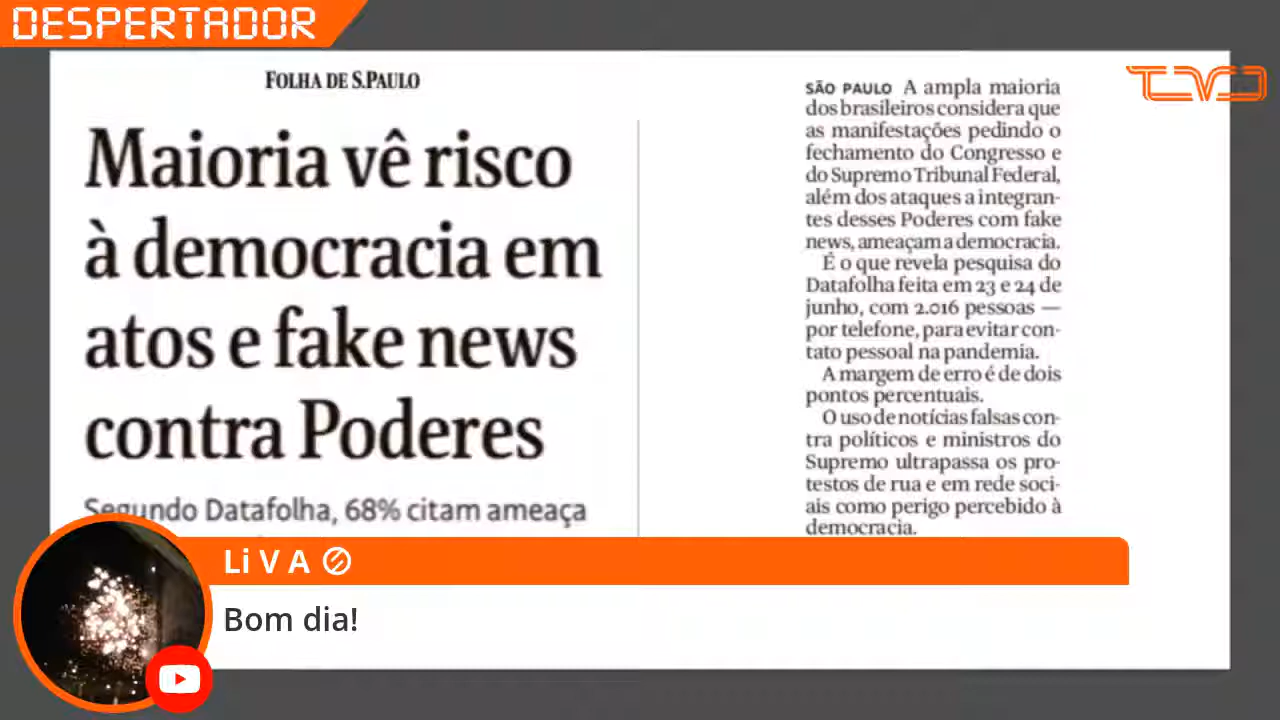 DESPERTADOR
TVD
FOLHA DE S.PAULO
Maioria vê risco
à democracia em
atos e fake news
contra Poderes
Segundo Datafolha, 68% citam ameaça
SÃO PAULO A ampla maioria
dos brasileiros considera que
as manifestações pedindo o
fechamento do Congresso e
do Supremo Tribunal Federal,
além dos ataques a integran-
tes desses Poderes com fake
news, ameaçam a democracia.
É o que revela pesquisa do
Datafolha feita em 23 e 24 de
junho, com 2.016 pessoas —
por telefone, para evitar con-
tato pessoal na pandemia.
A margem de erro é de dois
pontos percentuais.
O uso de notícias falsas con-
tra políticos e ministros do
Supremo ultrapassa os pro-
testos de rua e em rede soci-
ais como perigo percebido à
democracia.
Li V A
Bom dia!